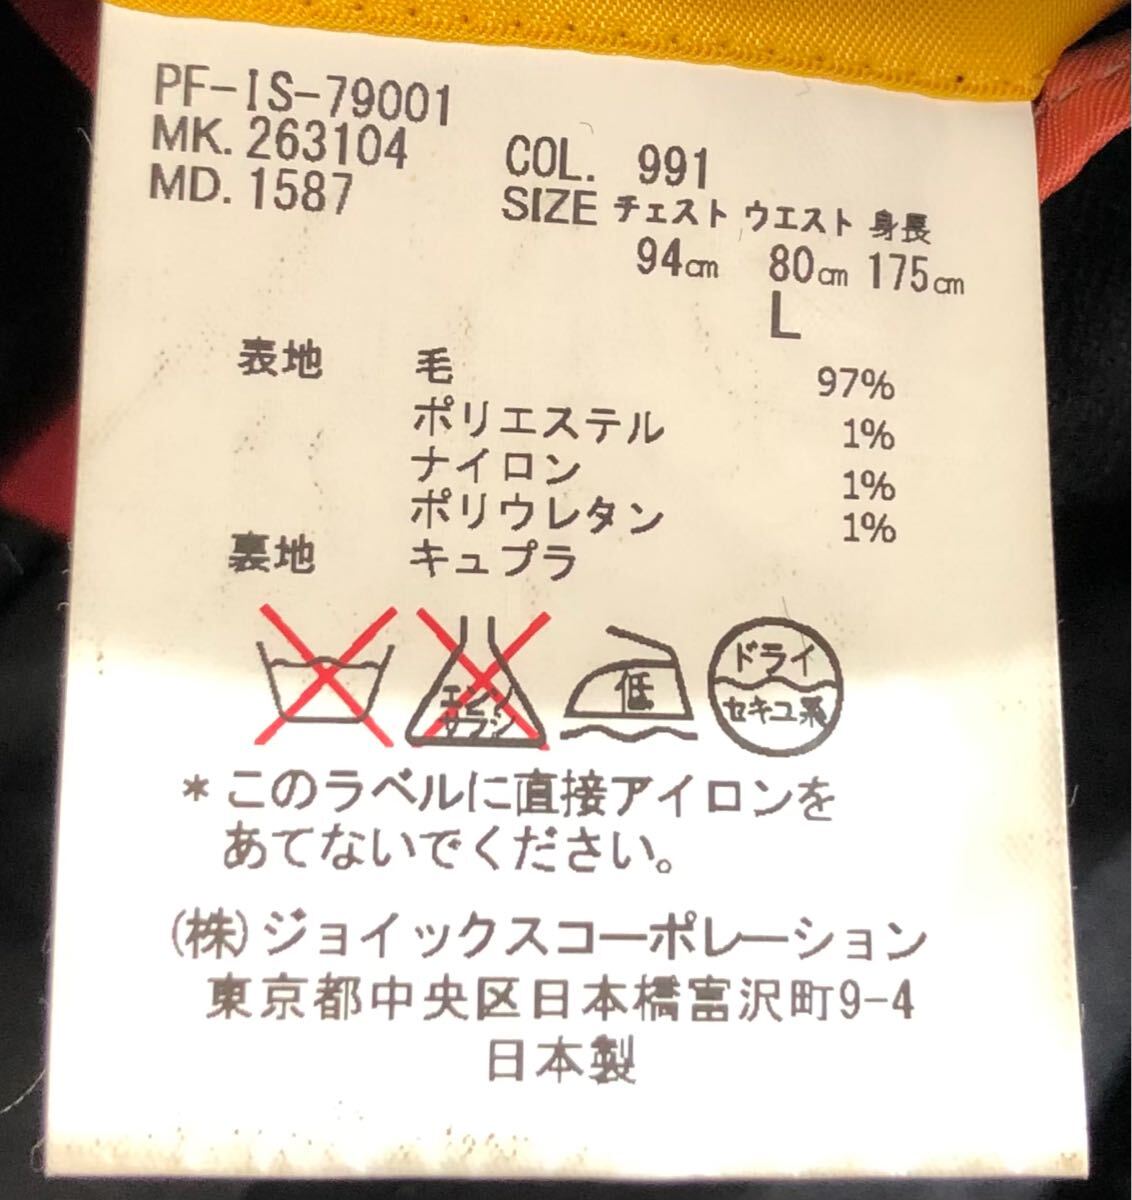 PF-IS-79001
MK. 263104
MD. 1587
COL. 991
SIZE チェスト ウエスト 身長
94cm 80cm 175cm
L
表地 毛 97%
ポリエステル 1%
ナイロン 1%
ポリウレタン 1%
裏地 キュプラ
エンソ
サラシ
低
ドライ
セキユ系
*このラベルに直接アイロンを
あてないでください。
(株)ジョイックスコーポレーション
東京都中央区日本橋富沢町9-4
日本製